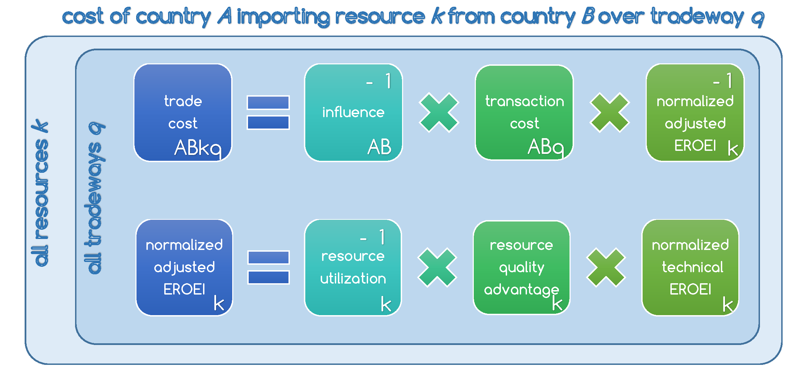 cost of country A importing resource k from country B over tradeway q
all resources k
all tradeways q
trade
cost
ABkq
=
- 1
influence
AB
×
transaction
cost
ABq
×
- 1
normalized
adjusted
EROEI
k
normalized
adjusted
EROEI
k
=
- 1
resource
utilization
k
×
resource
quality
advantage
k
×
normalized
technical
EROEI
k